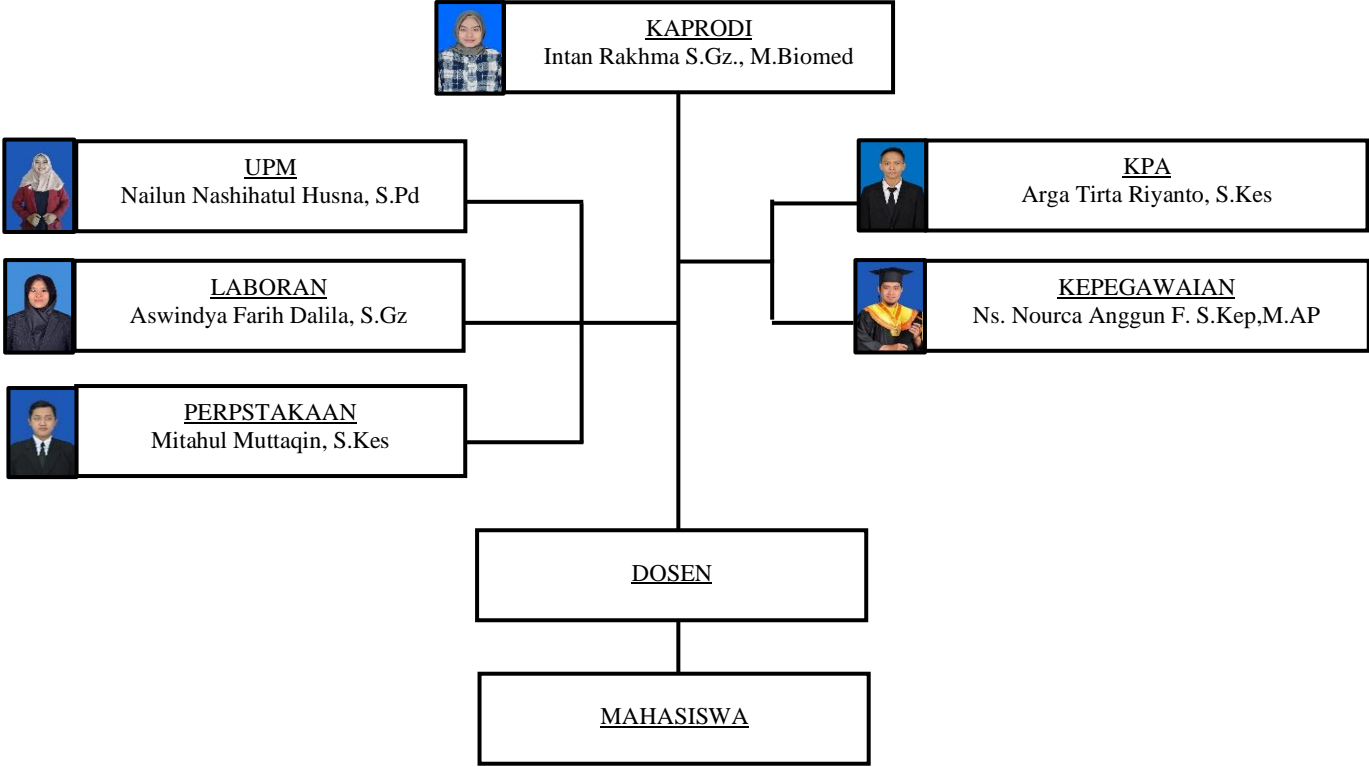 KAPRODI
Intan Rakhma S.Gz., M.Biomed
UPM
Nailun Nashihatul Husna, S.Pd
KPA
Arga Tirta Riyanto, S.Kes
LABORAN
Aswindya Farih Dalila, S.Gz
KEPEGAWAIAN
Ns. Nourca Anggun F. S.Kep,M.AP
PERPSTAKAAN
Mitahul Muttaqin, S.Kes
DOSEN
MAHASISWA